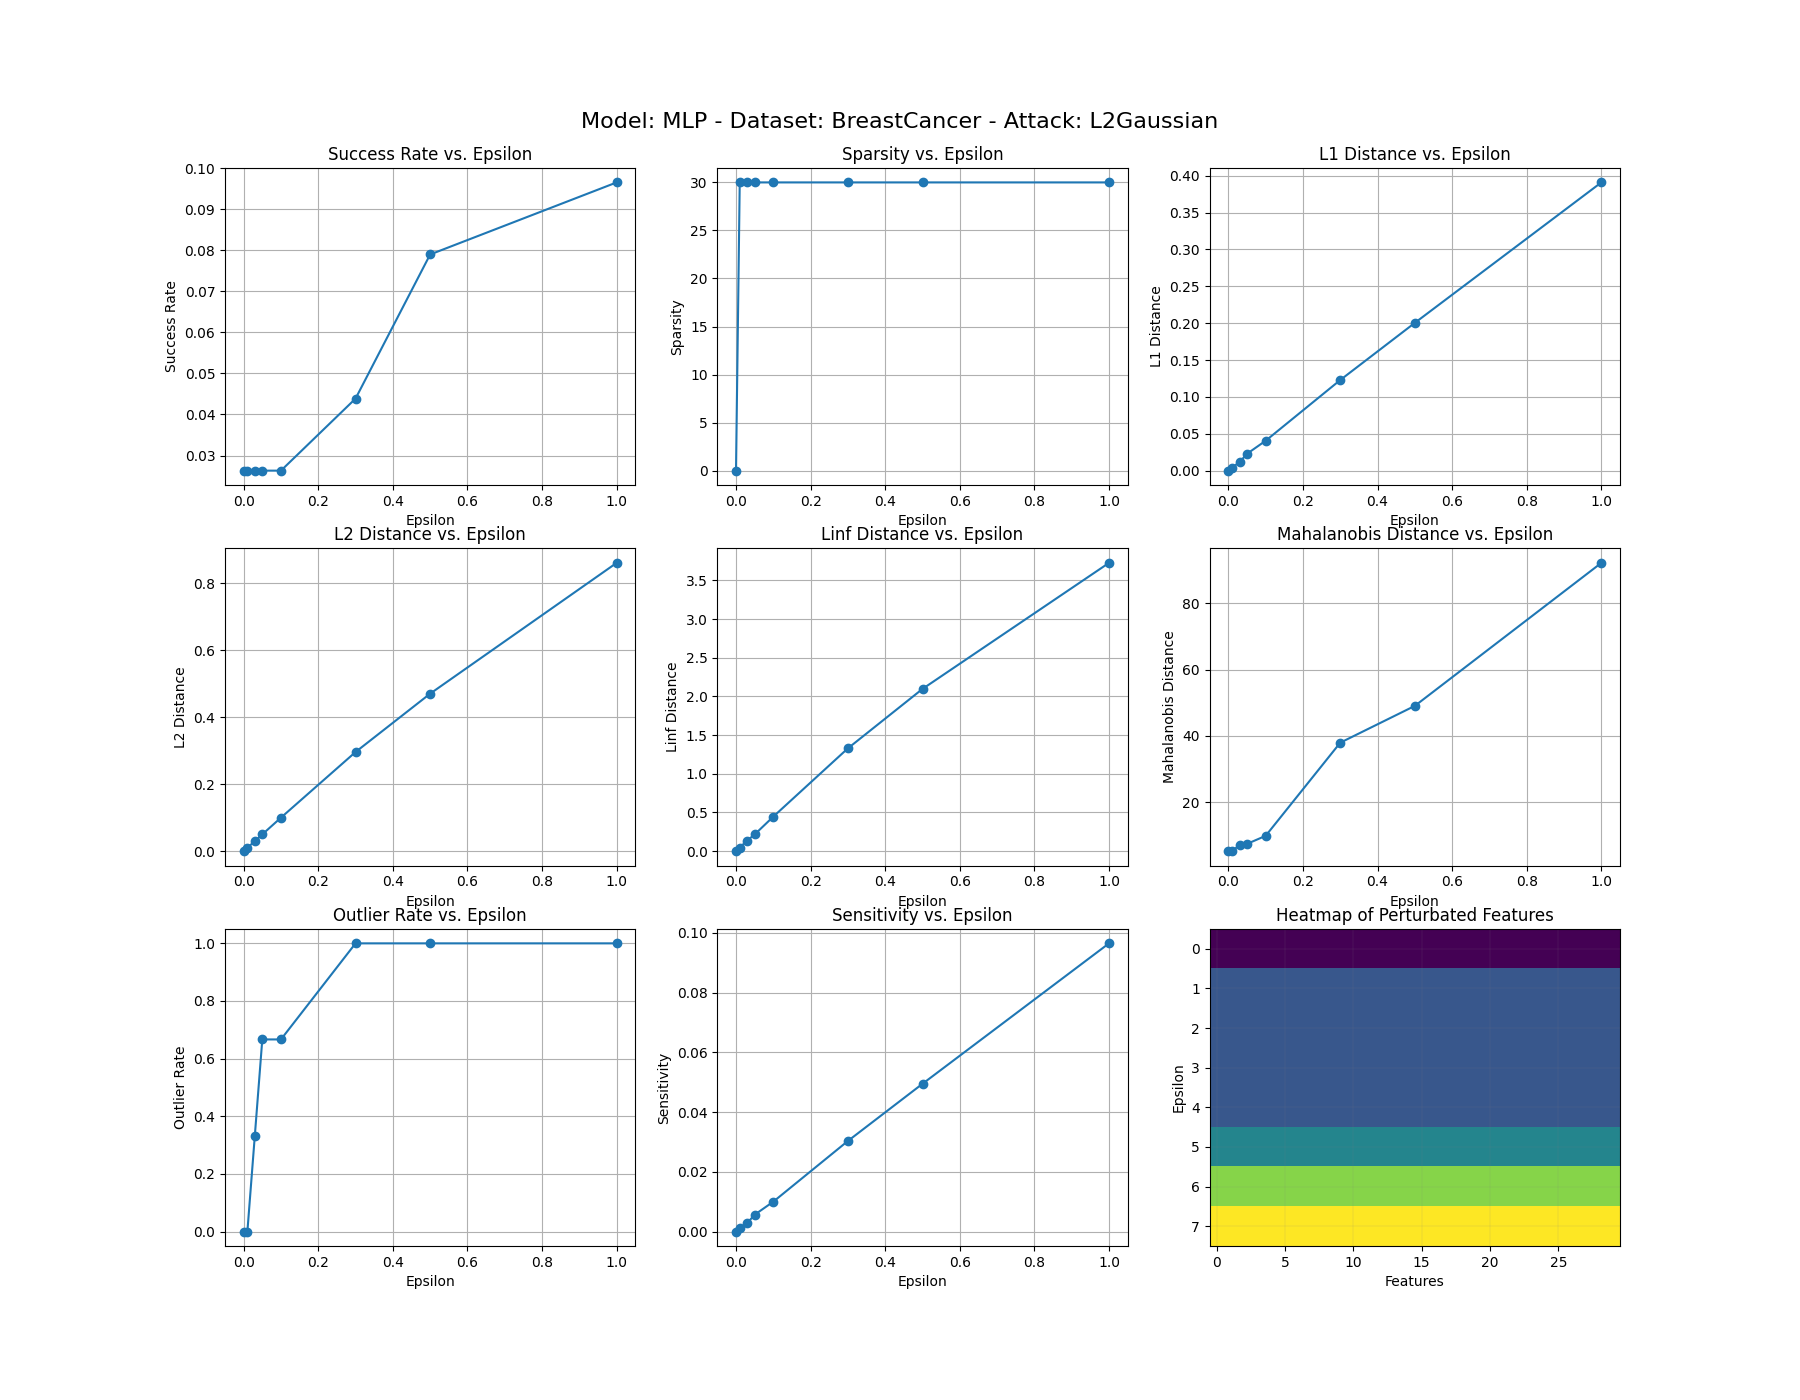 Model: MLP - Dataset: BreastCancer - Attack: L2Gaussian
Success Rate vs. Epsilon
0.10
0.09
0.08
0.07
0.06
0.05
0.04
0.03
Success Rate
0.0 0.2 0.4 0.6 0.8 1.0
Epsilon
Sparsity vs. Epsilon
30
25
20
15
10
5
0
Sparsity
0.0 0.2 0.4 0.6 0.8 1.0
Epsilon
L1 Distance vs. Epsilon
0.40
0.35
0.30
0.25
0.20
0.15
0.10
0.05
0.00
L1 Distance
0.0 0.2 0.4 0.6 0.8 1.0
Epsilon
L2 Distance vs. Epsilon
0.8
0.6
0.4
0.2
0.0
L2 Distance
0.0 0.2 0.4 0.6 0.8 1.0
Epsilon
Linf Distance vs. Epsilon
3.5
3.0
2.5
2.0
1.5
1.0
0.5
0.0
Linf Distance
0.0 0.2 0.4 0.6 0.8 1.0
Epsilon
Mahalanobis Distance vs. Epsilon
80
60
40
20
Mahalanobis Distance
0.0 0.2 0.4 0.6 0.8 1.0
Epsilon
Outlier Rate vs. Epsilon
1.0
0.8
0.6
0.4
0.2
0.0
Outlier Rate
0.0 0.2 0.4 0.6 0.8 1.0
Epsilon
Sensitivity vs. Epsilon
0.10
0.08
0.06
0.04
0.02
0.00
Sensitivity
0.0 0.2 0.4 0.6 0.8 1.0
Epsilon
Heatmap of Perturbated Features
0
1
2
3
4
5
6
7
Epsilon
0 5 10 15 20 25
Features